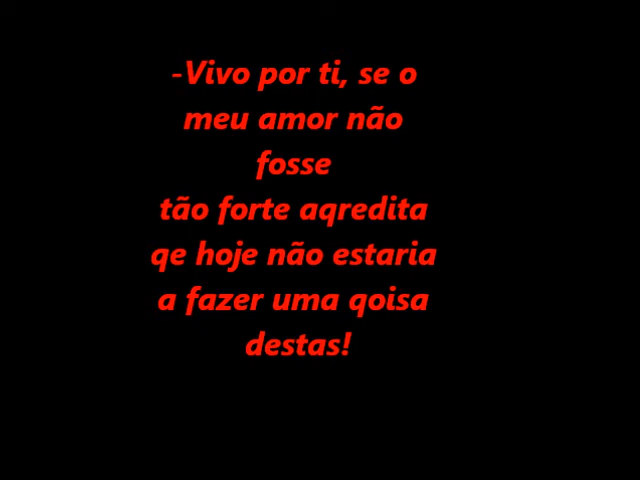 -Vivo por ti, se o
meu amor não
fosse
tão forte aqredita
qe hoje não estaria
a fazer uma qoisa
destas!